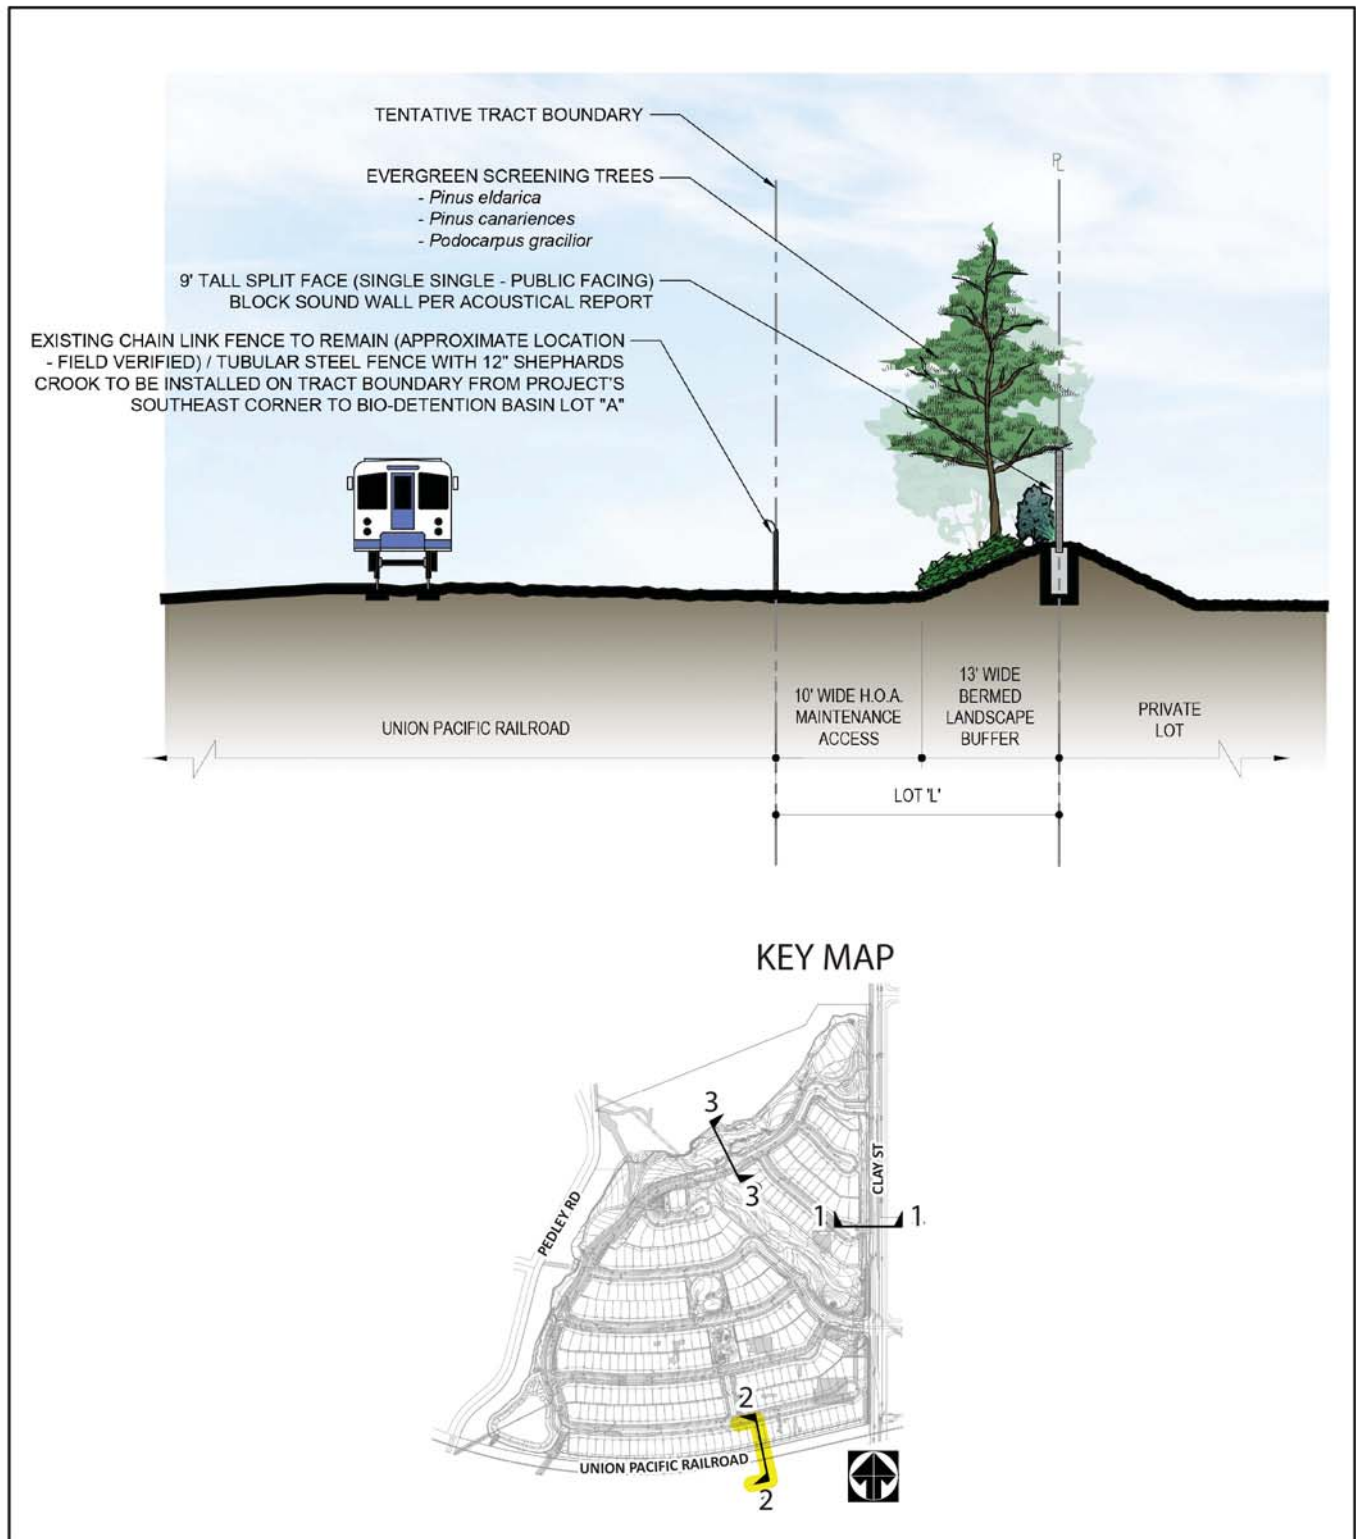 TENTATIVE TRACT BOUNDARY
EVERGREEN SCREENING TREES
- Pinus eldarica
- Pinus canariences
- Podocarpus gracilior
9' TALL SPLIT FACE (SINGLE SINGLE - PUBLIC FACING)
BLOCK SOUND WALL PER ACOUSTICAL REPORT
EXISTING CHAIN LINK FENCE TO REMAIN (APPROXIMATE LOCATION
- FIELD VERIFIED) / TUBULAR STEEL FENCE WITH 12" SHEPHARDS
CROOK TO BE INSTALLED ON TRACT BOUNDARY FROM PROJECT'S
SOUTHEAST CORNER TO BIO-DETENTION BASIN LOT "A"
PL
UNION PACIFIC RAILROAD
10' WIDE H.O.A.
MAINTENANCE
ACCESS
13' WIDE
BERMED
LANDSCAPE
BUFFER
PRIVATE
LOT
LOT 'L'
KEY MAP
3
3
CLAY ST
PEDLEY RD
1
1
2
UNION PACIFIC RAILROAD
2